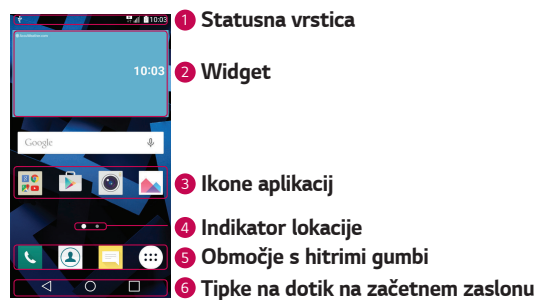 10:03
1 Statusna vrstica
10:03
2 Widget
Google
3 Ikone aplikacij
4 Indikator lokacije
5 Območje s hitrimi gumbi
6 Tipke na dotik na začetnem zaslonu